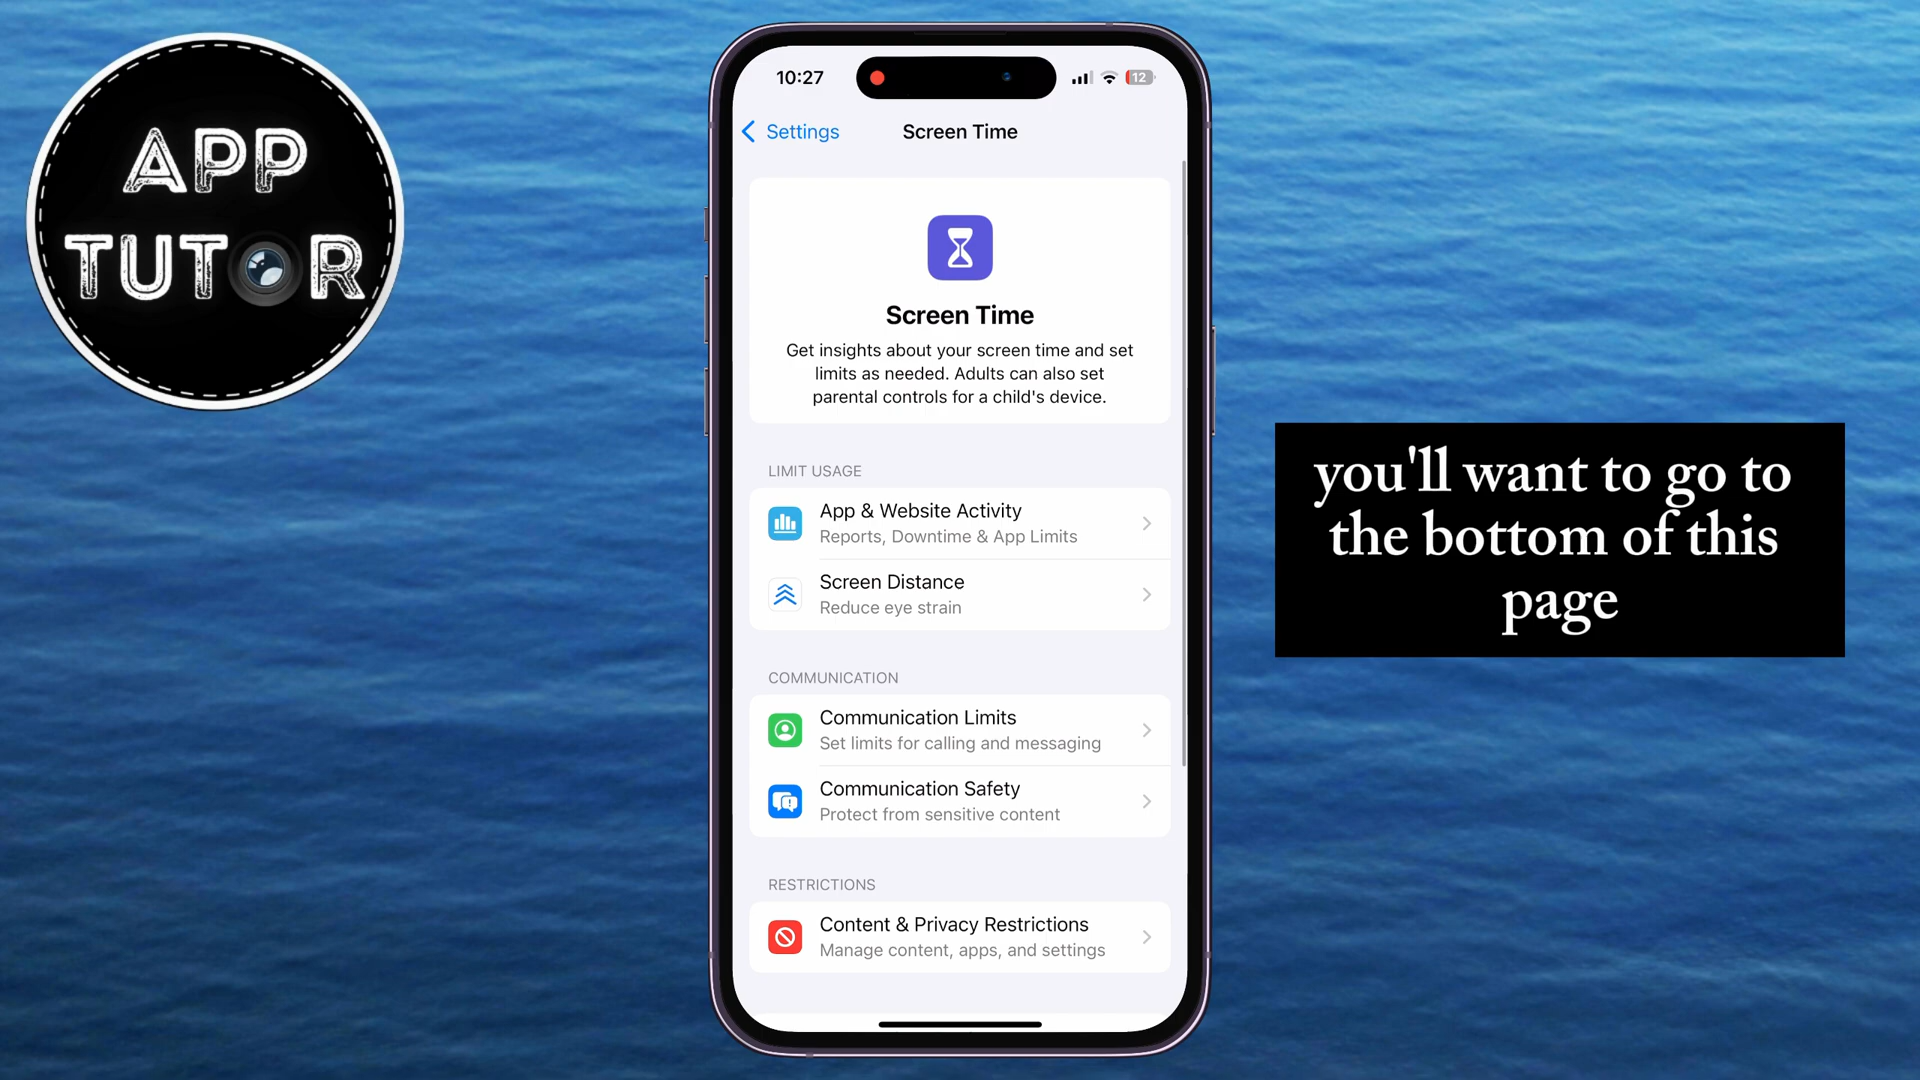 APP
TUTOR
10:27
12
Settings
Screen Time
Screen Time
Get insights about your screen time and set
limits as needed. Adults can also set
parental controls for a child's device.
LIMIT USAGE
App & Website Activity
Reports, Downtime & App Limits
Screen Distance
Reduce eye strain
COMMUNICATION
Communication Limits
Set limits for calling and messaging
Communication Safety
Protect from sensitive content
RESTRICTIONS
Content & Privacy Restrictions
Manage content, apps, and settings
you'll want to go to
the bottom of this
page